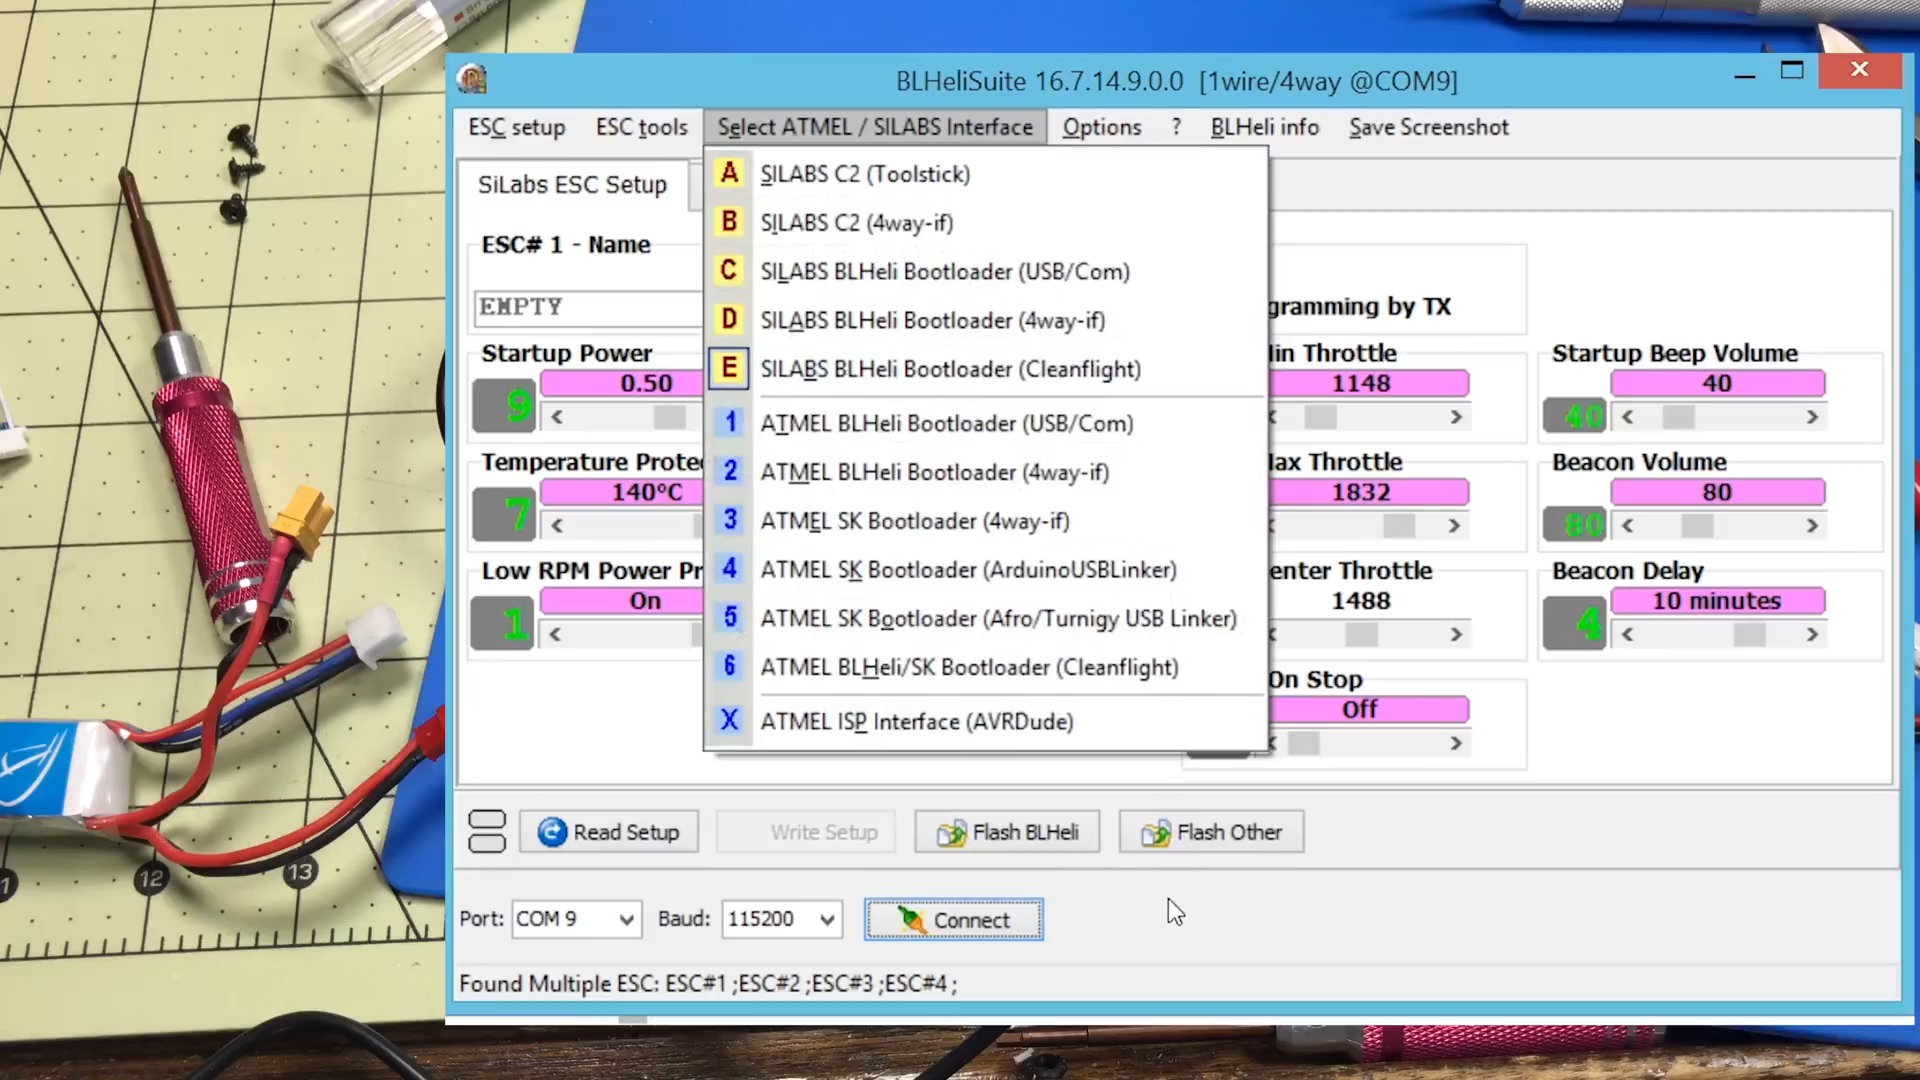 BLHeliSuite 16.7.14.9.0.0 [1wire/4way @COM9]
ESC setup ESC tools Select ATMEL / SILABS Interface Options ? BLHeli info Save Screenshot
SiLabs ESC Setup
A SILABS C2 (Toolstick)
B SILABS C2 (4way-if)
C SILABS BLHeli Bootloader (USB/Com)
D SILABS BLHeli Bootloader (4way-if)
E SILABS BLHeli Bootloader (Cleanflight)
1 ATMEL BLHeli Bootloader (USB/Com)
2 ATMEL BLHeli Bootloader (4way-if)
3 ATMEL SK Bootloader (4way-if)
4 ATMEL SK Bootloader (ArduinoUSBLinker)
5 ATMEL SK Bootloader (Afro/Turnigy USB Linker)
6 ATMEL BLHeli/SK Bootloader (Cleanflight)
X ATMEL ISP Interface (AVRDude)
ESC# 1 - Name
EMPTY
gramming by TX
Startup Power
0.50
9
in Throttle
1148
Startup Beep Volume
40
40
Temperature Prote
140°C
7
ax Throttle
1832
Beacon Volume
80
80
Low RPM Power Pr
On
1
enter Throttle
1488
Beacon Delay
10 minutes
4
On Stop
Off
Read Setup Write Setup Flash BLHeli Flash Other
Port: COM 9 Baud: 115200 Connect
Found Multiple ESC: ESC#1 ;ESC#2 ;ESC#3 ;ESC#4 ;
1 12 13